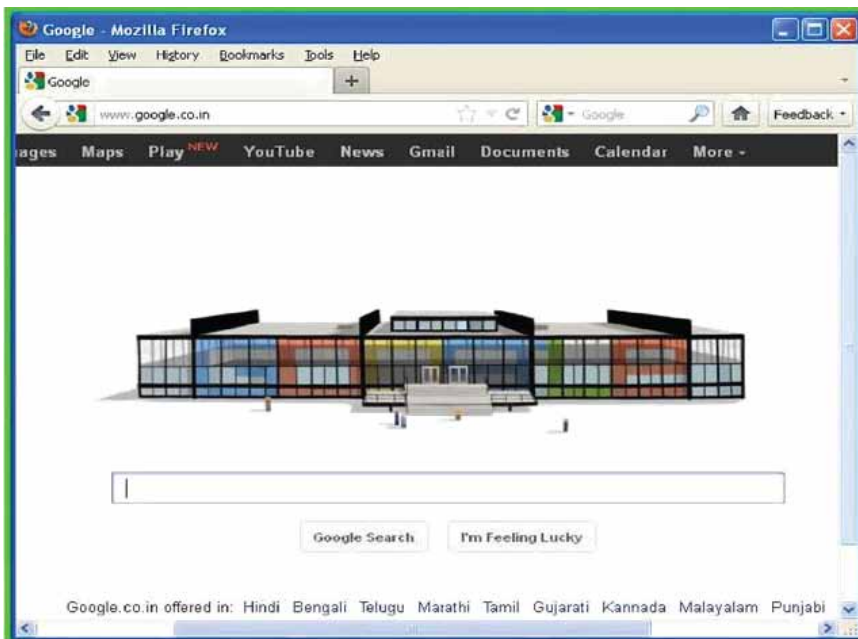 Google - Mozilla Firefox
File Edit View History Bookmarks Tools Help
Google +
www.google.co.in Google Feedback
ages Maps Play NEW YouTube News Gmail Documents Calendar More
Google
Google Search I'm Feeling Lucky
Google.co.in offered in: Hindi Bengali Telugu Marathi Tamil Gujarati Kannada Malayalam Punjabi